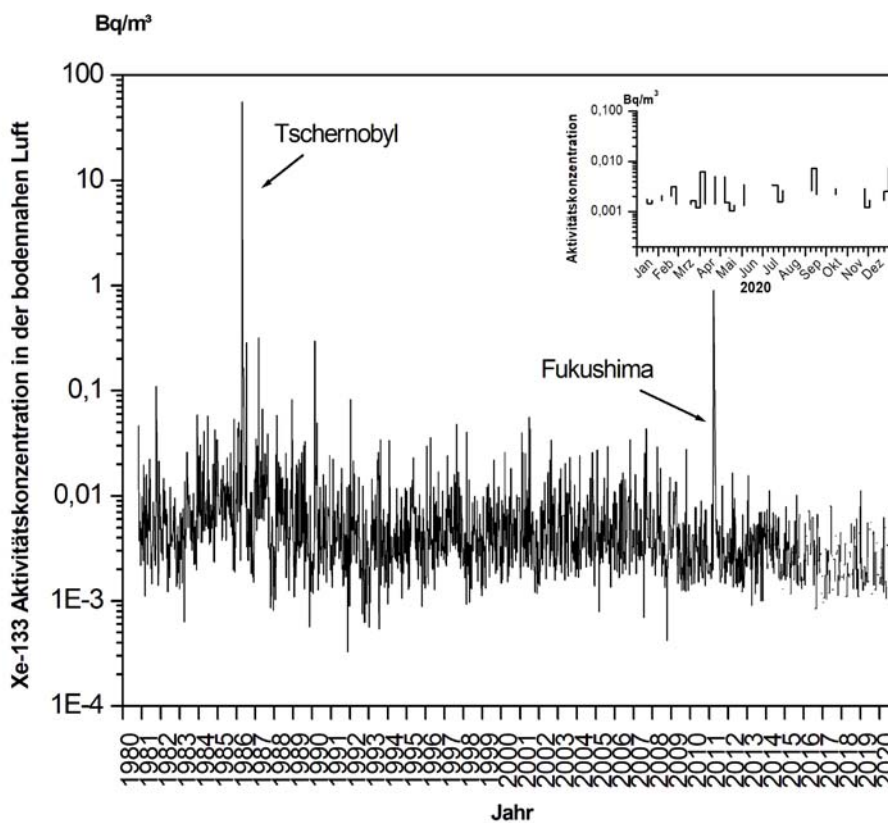 Bq/m³
100
10
1
0,1
0,01
1E-3
1E-4
Xe-133 Aktivitätskonzentration in der bodennahen Luft
Tschernobyl
Fukushima
Bq/m³
0,100
0,010
0,001
Aktivitätskonzentration
Jan Feb Mrz Apr Mai Jun Jul Aug Sep Okt Nov Dez
2020
1980 1981 1982 1983 1984 1985 1986 1987 1988 1989 1990 1991 1992 1993 1994 1995 1996 1997 1998 1999 2000 2001 2002 2003 2004 2005 2006 2007 2008 2009 2010 2011 2012 2013 2014 2015 2016 2017 2018 2019 2020
Jahr